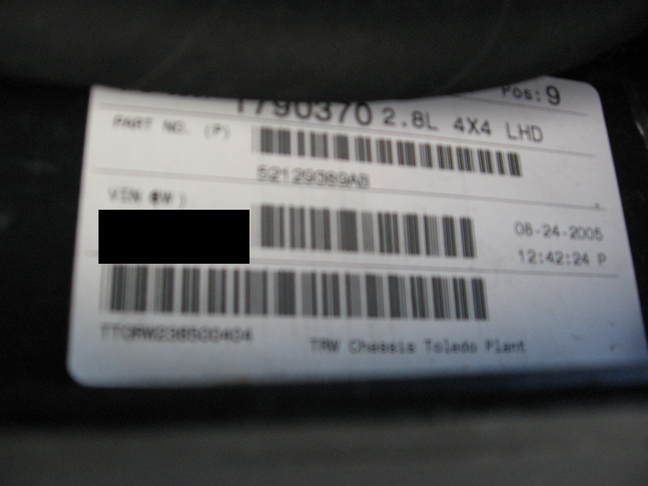 Pos: 9
1790370 2.8L 4X4 LHD
PART NO. (P)
52129389AB
VIN
08-24-2005
12:42:24 P
TRW Chassis Toledo Plant